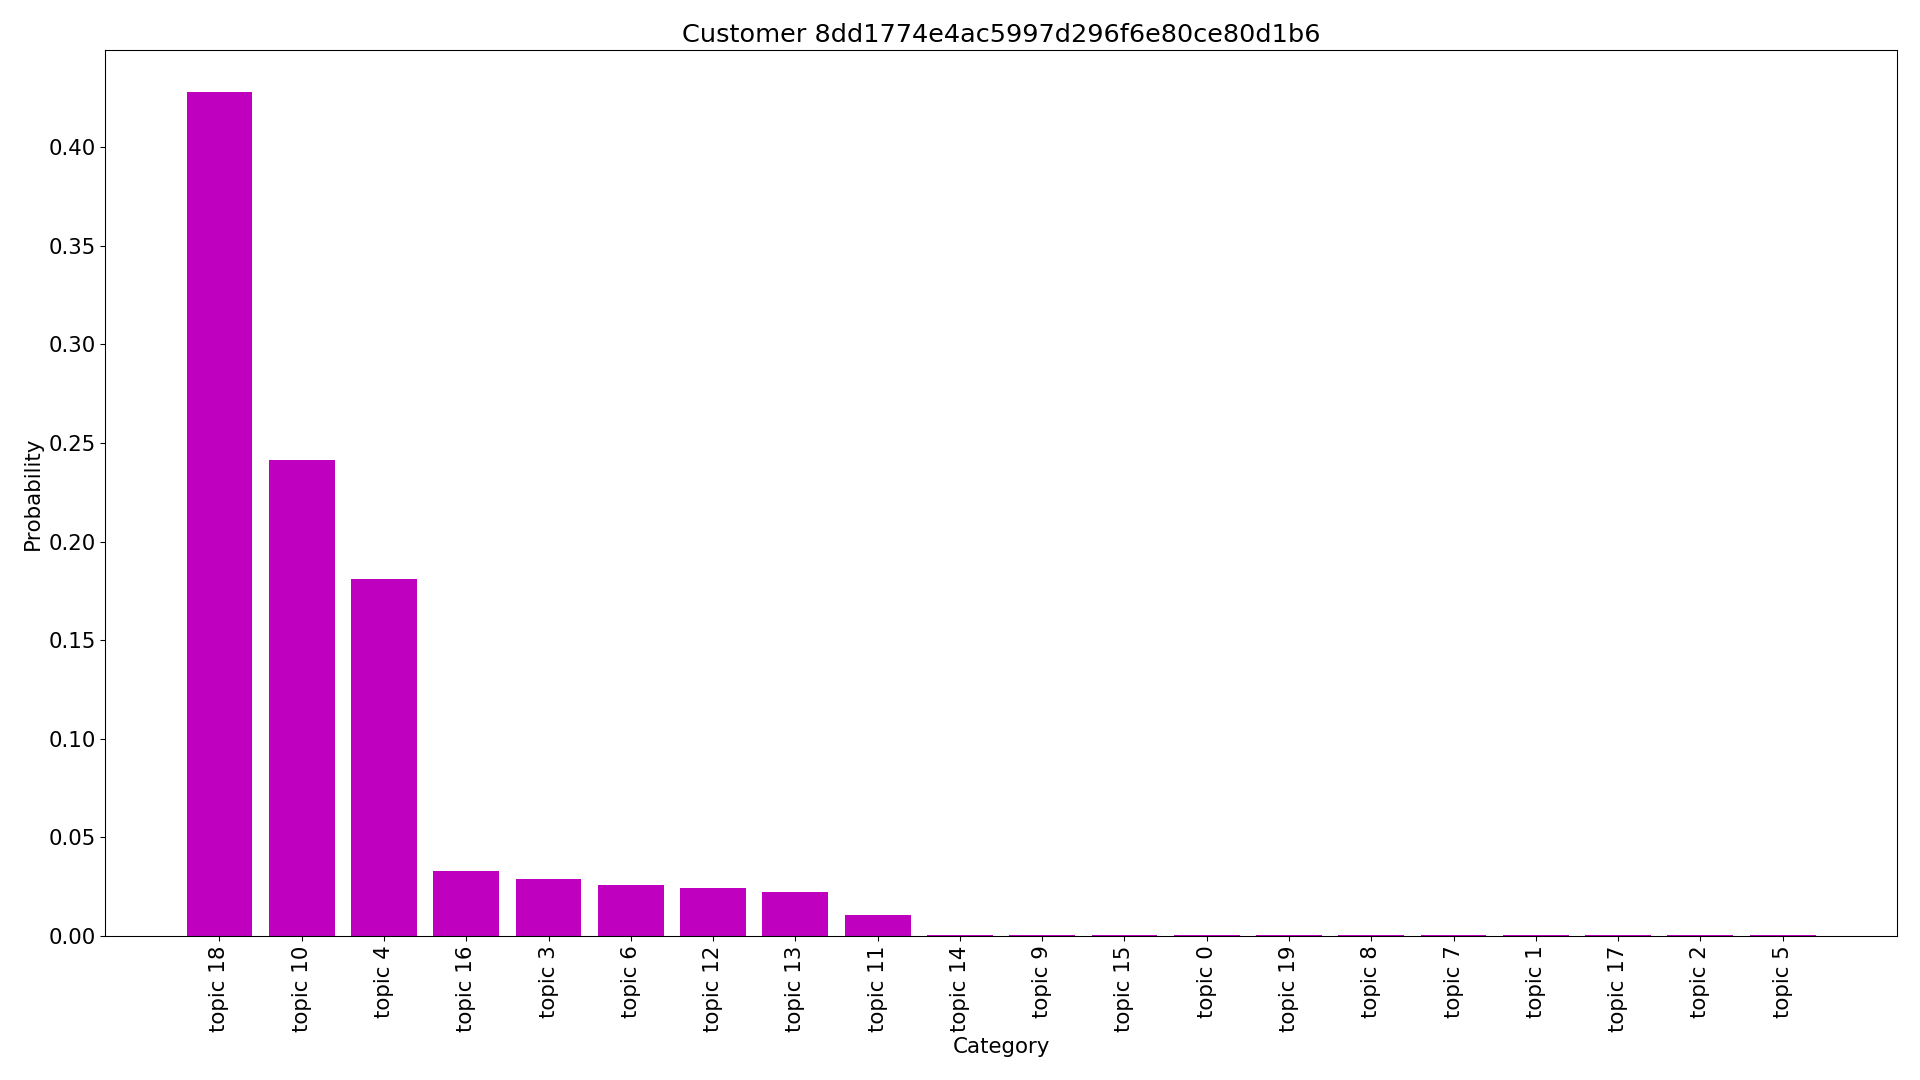 Customer 8dd1774e4ac5997d296f6e80ce80d1b6
Probability
0.40
0.35
0.30
0.25
0.20
0.15
0.10
0.05
0.00
topic 18
topic 10
topic 4
topic 16
topic 3
topic 6
topic 12
topic 13
topic 11
topic 14
topic 9
topic 15
topic 0
topic 19
topic 8
topic 7
topic 1
topic 17
topic 2
topic 5
Category